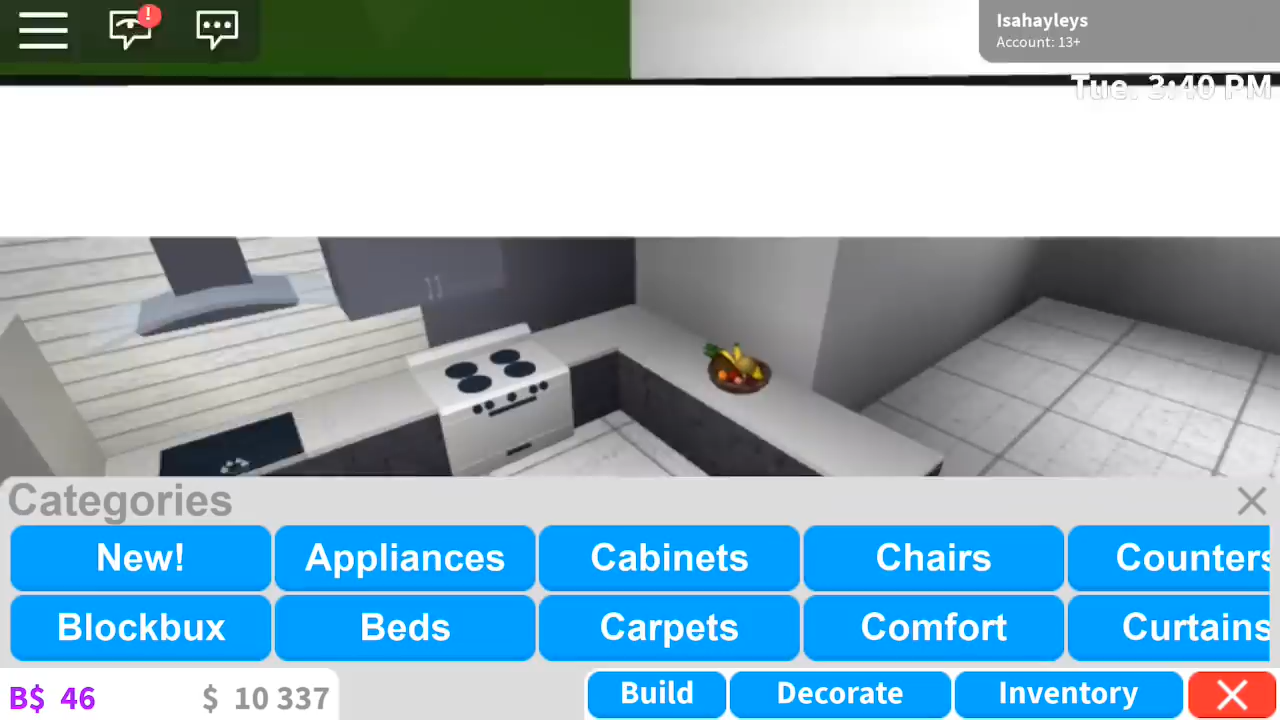 Isahayleys
Account: 13+
Tue. 3:40 PM
Categories
New! Appliances Cabinets Chairs Counters
Blockbux Beds Carpets Comfort Curtains
B$ 46 $ 10 337 Build Decorate Inventory